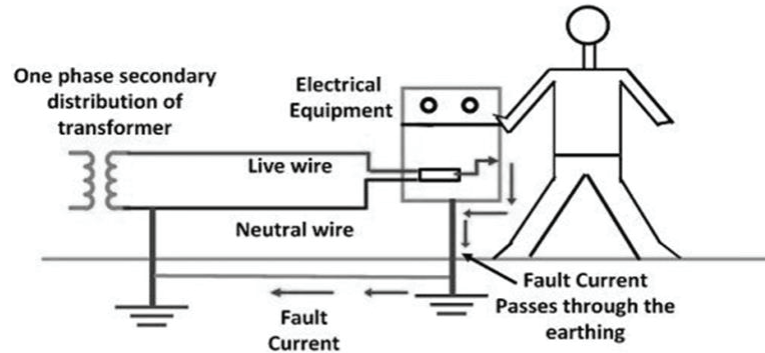 One phase secondary
distribution of
transformer
Electrical
Equipment
Live wire
Neutral wire
Fault Current
Passes through the
earthing
Fault
Current